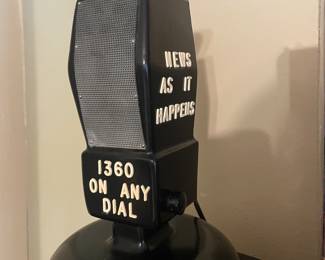 NEWS
AS IT
HAPPENS
1360
ON ANY
DIAL